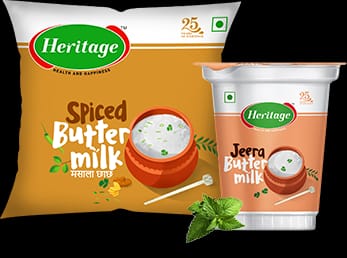 Heritage
HEALTH AND HAPPINESS
25
Spiced
Butter
milk
मसाला छाछ
Heritage
25
Jeera
Butter
milk